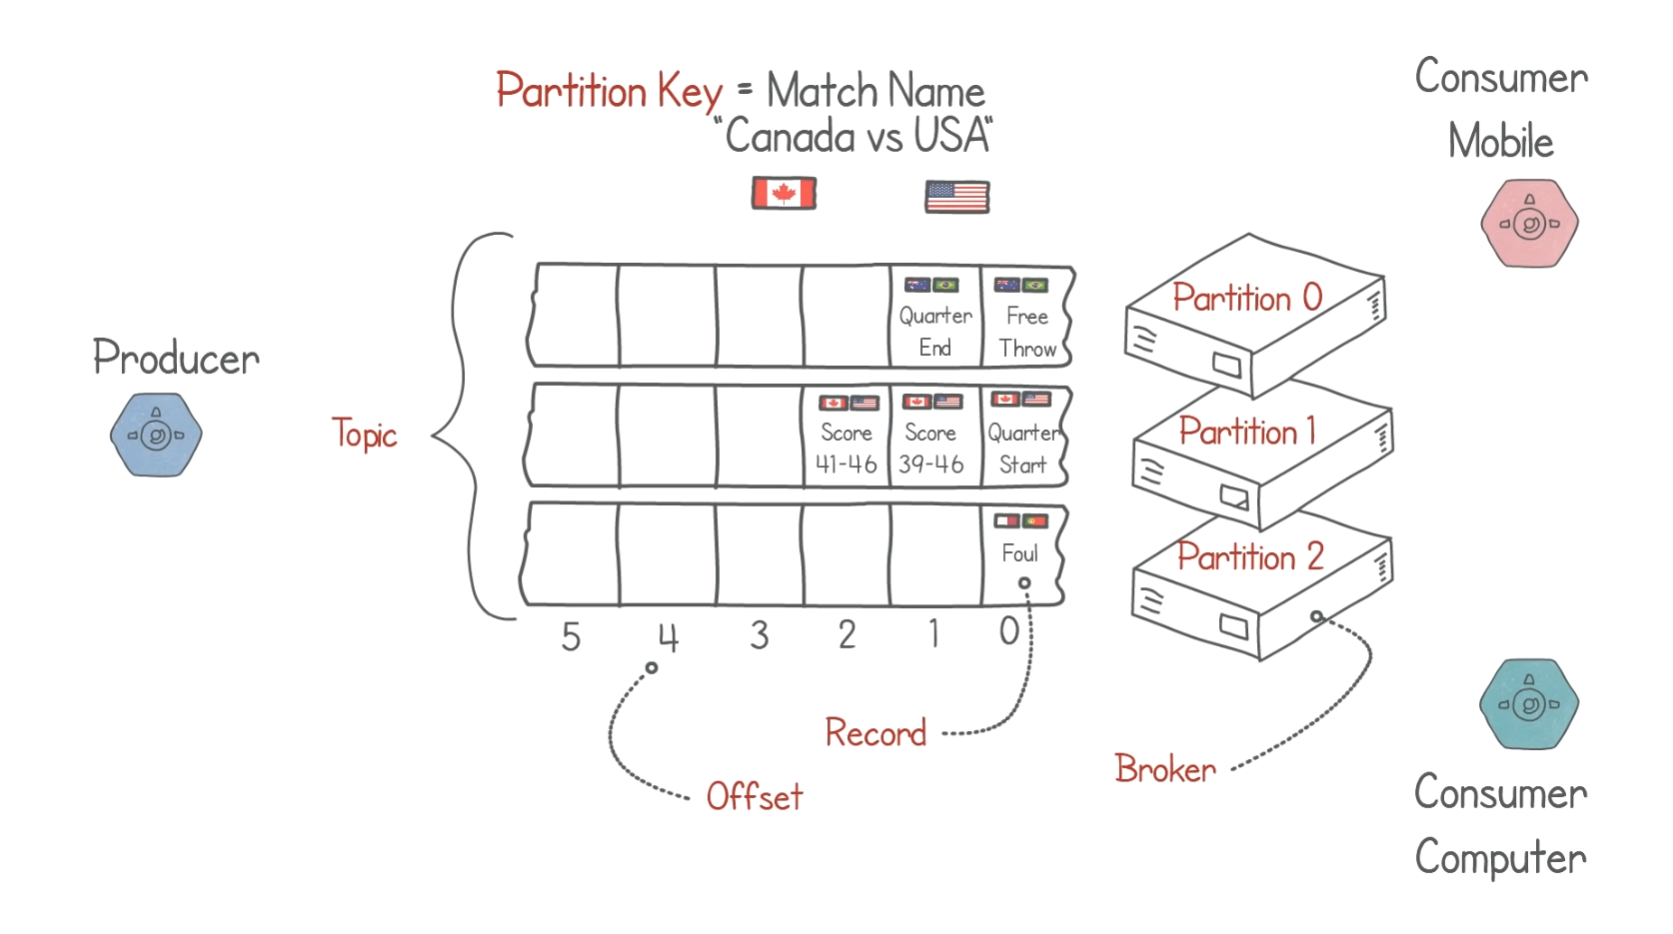 Partition Key = Match Name
"Canada vs USA"
Consumer
Mobile
Producer
Topic
Quarter
End
Free
Throw
Partition 0
Score
41-46
Score
39-46
Quarter
Start
Partition 1
Foul
Partition 2
5 4 3 2 1 0
Record
Offset
Broker
Consumer
Computer